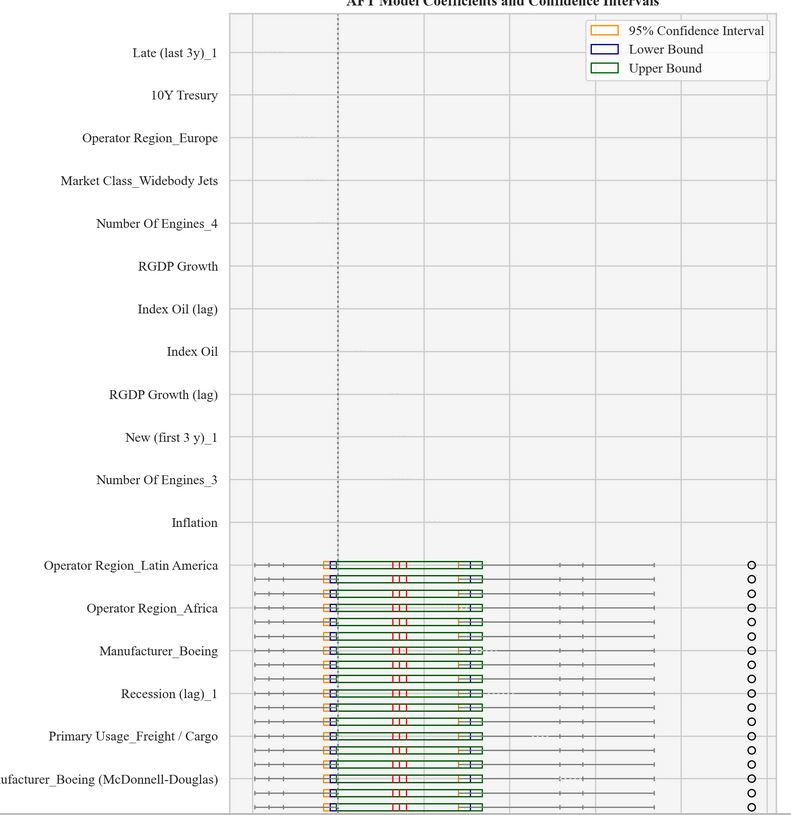 AFT Model Coefficients and Confidence Intervals
95% Confidence Interval
Lower Bound
Upper Bound
Late (last 3y)_1
10Y Tresury
Operator Region_Europe
Market Class_Widebody Jets
Number Of Engines_4
RGDP Growth
Index Oil (lag)
Index Oil
RGDP Growth (lag)
New (first 3 y)_1
Number Of Engines_3
Inflation
Operator Region_Latin America
Operator Region_Africa
Manufacturer_Boeing
Recession (lag)_1
Primary Usage_Freight / Cargo
ufacturer_Boeing (McDonnell-Douglas)